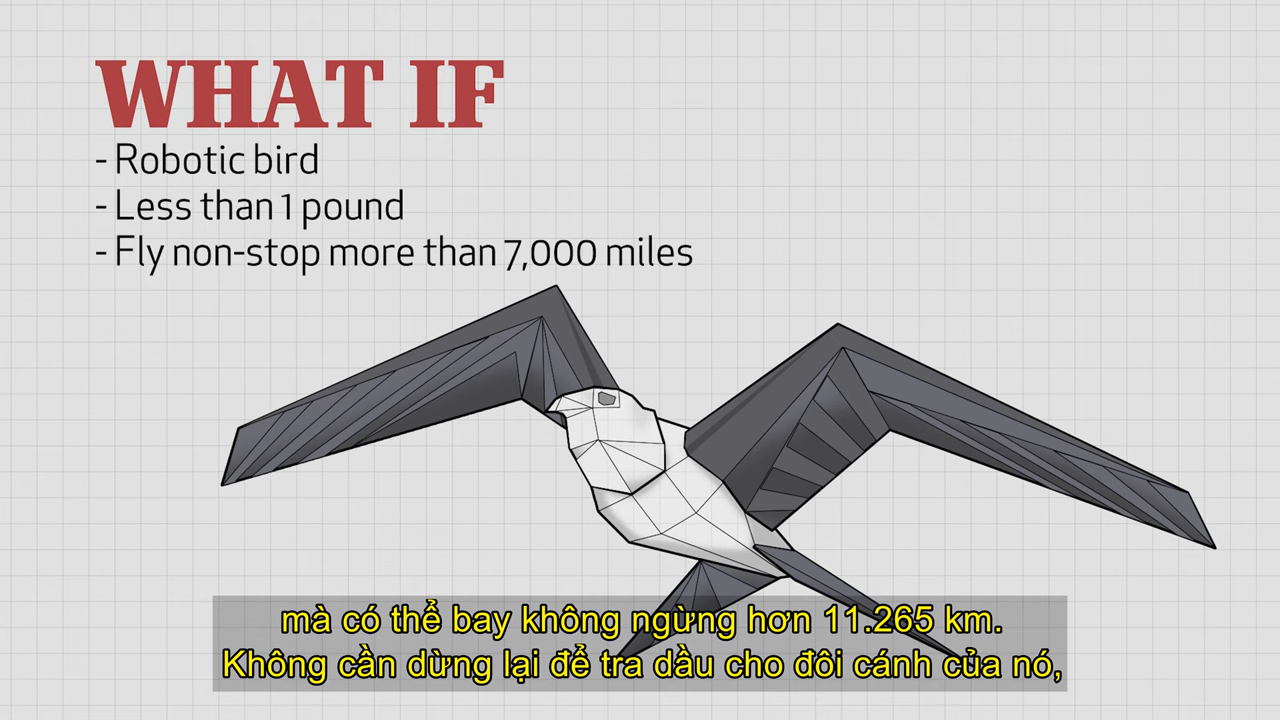 WHAT IF
- Robotic bird
- Less than 1 pound
- Fly non-stop more than 7,000 miles
mà có thể bay không ngừng hơn 11.265 km.
Không cần dừng lại để tra dầu cho đôi cánh của nó,